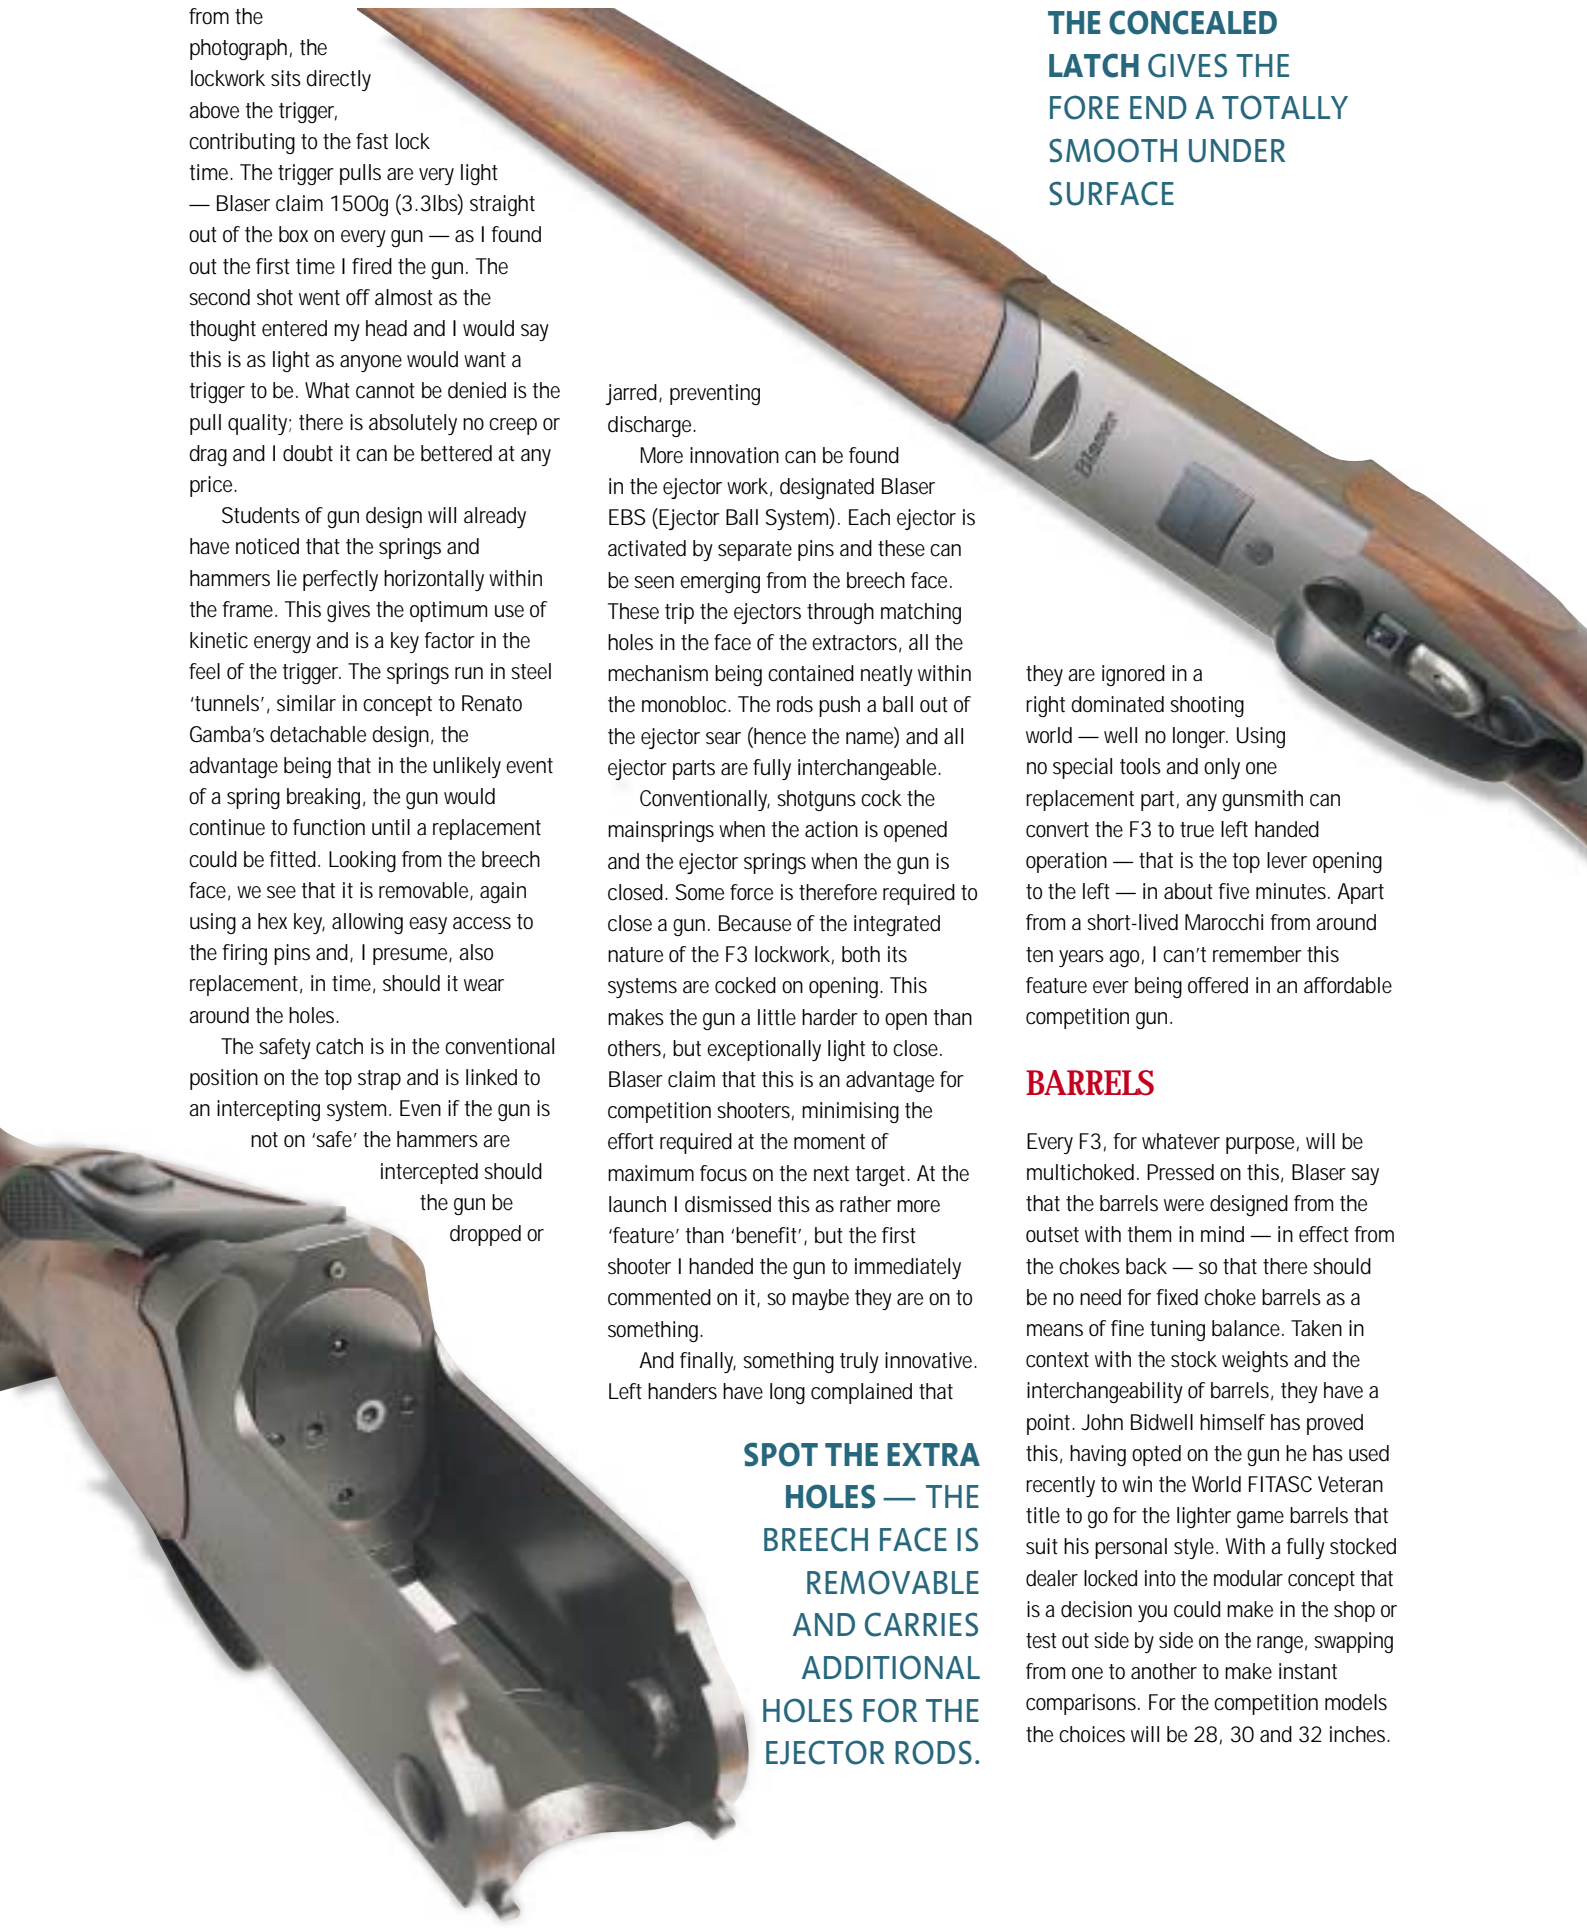 from the
photograph, the
lockwork sits directly
above the trigger,
contributing to the fast lock
time. The trigger pulls are very light
— Blaser claim 1500g (3.3lbs) straight
out of the box on every gun — as I found
out the first time I fired the gun. The
second shot went off almost as the
thought entered my head and I would say
this is as light as anyone would want a
trigger to be. What cannot be denied is the
pull quality; there is absolutely no creep or
drag and I doubt it can be bettered at any
price.
Students of gun design will already
have noticed that the springs and
hammers lie perfectly horizontally within
the frame. This gives the optimum use of
kinetic energy and is a key factor in the
feel of the trigger. The springs run in steel
‘tunnels’, similar in concept to Renato
Gamba’s detachable design, the
advantage being that in the unlikely event
of a spring breaking, the gun would
continue to function until a replacement
could be fitted. Looking from the breech
face, we see that it is removable, again
using a hex key, allowing easy access to
the firing pins and, I presume, also
replacement, in time, should it wear
around the holes.
The safety catch is in the conventional
position on the top strap and is linked to
an intercepting system. Even if the gun is
not on ‘safe’ the hammers are
intercepted should
the gun be
dropped or
jarred, preventing
discharge.
More innovation can be found
in the ejector work, designated Blaser
EBS (Ejector Ball System). Each ejector is
activated by separate pins and these can
be seen emerging from the breech face.
These trip the ejectors through matching
holes in the face of the extractors, all the
mechanism being contained neatly within
the monobloc. The rods push a ball out of
the ejector sear (hence the name) and all
ejector parts are fully interchangeable.
Conventionally, shotguns cock the
mainsprings when the action is opened
and the ejector springs when the gun is
closed. Some force is therefore required to
close a gun. Because of the integrated
nature of the F3 lockwork, both its
systems are cocked on opening. This
makes the gun a little harder to open than
others, but exceptionally light to close.
Blaser claim that this is an advantage for
competition shooters, minimising the
effort required at the moment of
maximum focus on the next target. At the
launch I dismissed this as rather more
‘feature’ than ‘benefit’, but the first
shooter I handed the gun to immediately
commented on it, so maybe they are on to
something.
And finally, something truly innovative.
Left handers have long complained that
SPOT THE EXTRA
HOLES — THE
BREECH FACE IS
REMOVABLE
AND CARRIES
ADDITIONAL
HOLES FOR THE
EJECTOR RODS.
THE CONCEALED
LATCH GIVES THE
FORE END A TOTALLY
SMOOTH UNDER
SURFACE
Blaser
they are ignored in a
right dominated shooting
world — well no longer. Using
no special tools and only one
replacement part, any gunsmith can
convert the F3 to true left handed
operation — that is the top lever opening
to the left — in about five minutes. Apart
from a short-lived Marocchi from around
ten years ago, I can’t remember this
feature ever being offered in an affordable
competition gun.
BARRELS
Every F3, for whatever purpose, will be
multichoked. Pressed on this, Blaser say
that the barrels were designed from the
outset with them in mind — in effect from
the chokes back — so that there should
be no need for fixed choke barrels as a
means of fine tuning balance. Taken in
context with the stock weights and the
interchangeability of barrels, they have a
point. John Bidwell himself has proved
this, having opted on the gun he has used
recently to win the World FITASC Veteran
title to go for the lighter game barrels that
suit his personal style. With a fully stocked
dealer locked into the modular concept that
is a decision you could make in the shop or
test out side by side on the range, swapping
from one to another to make instant
comparisons. For the competition models
the choices will be 28, 30 and 32 inches.